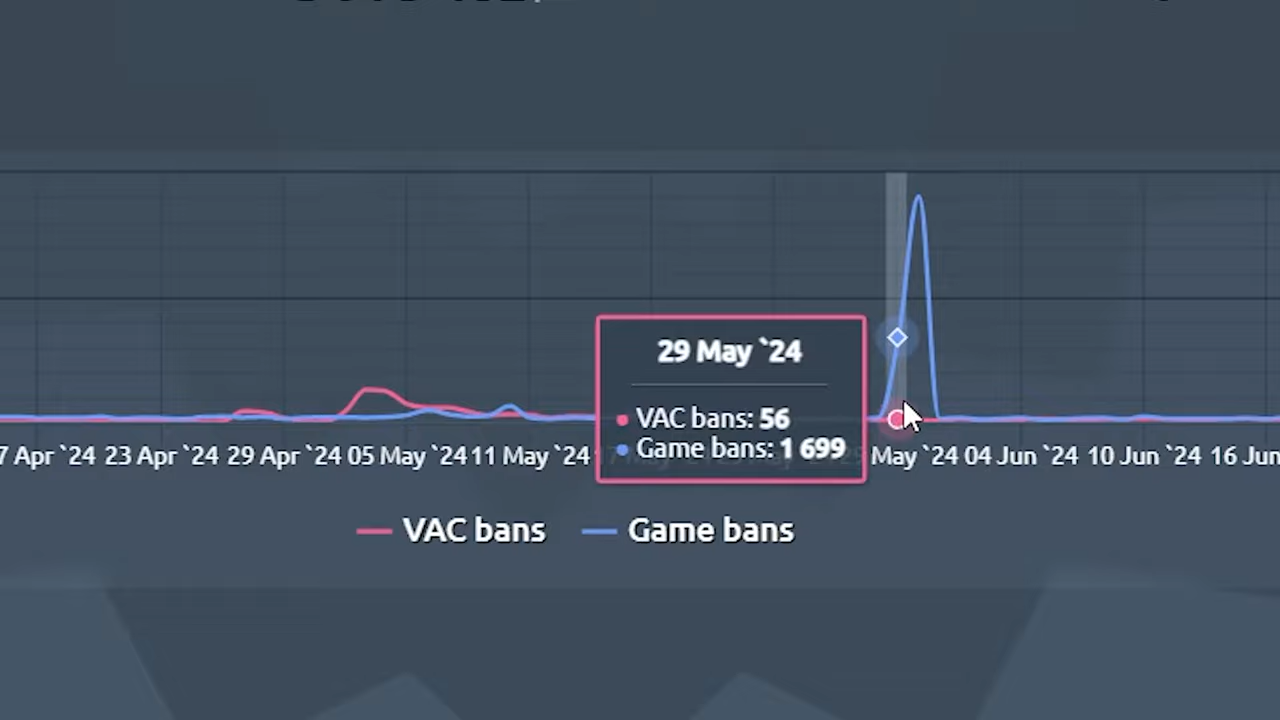 29 May `24
VAC bans: 56
Game bans: 1 699
Apr `24 23 Apr `24 29 Apr `24 05 May `24 11 May `24 May `24 04 Jun `24 10 Jun `24 16 Jun
VAC bans Game bans